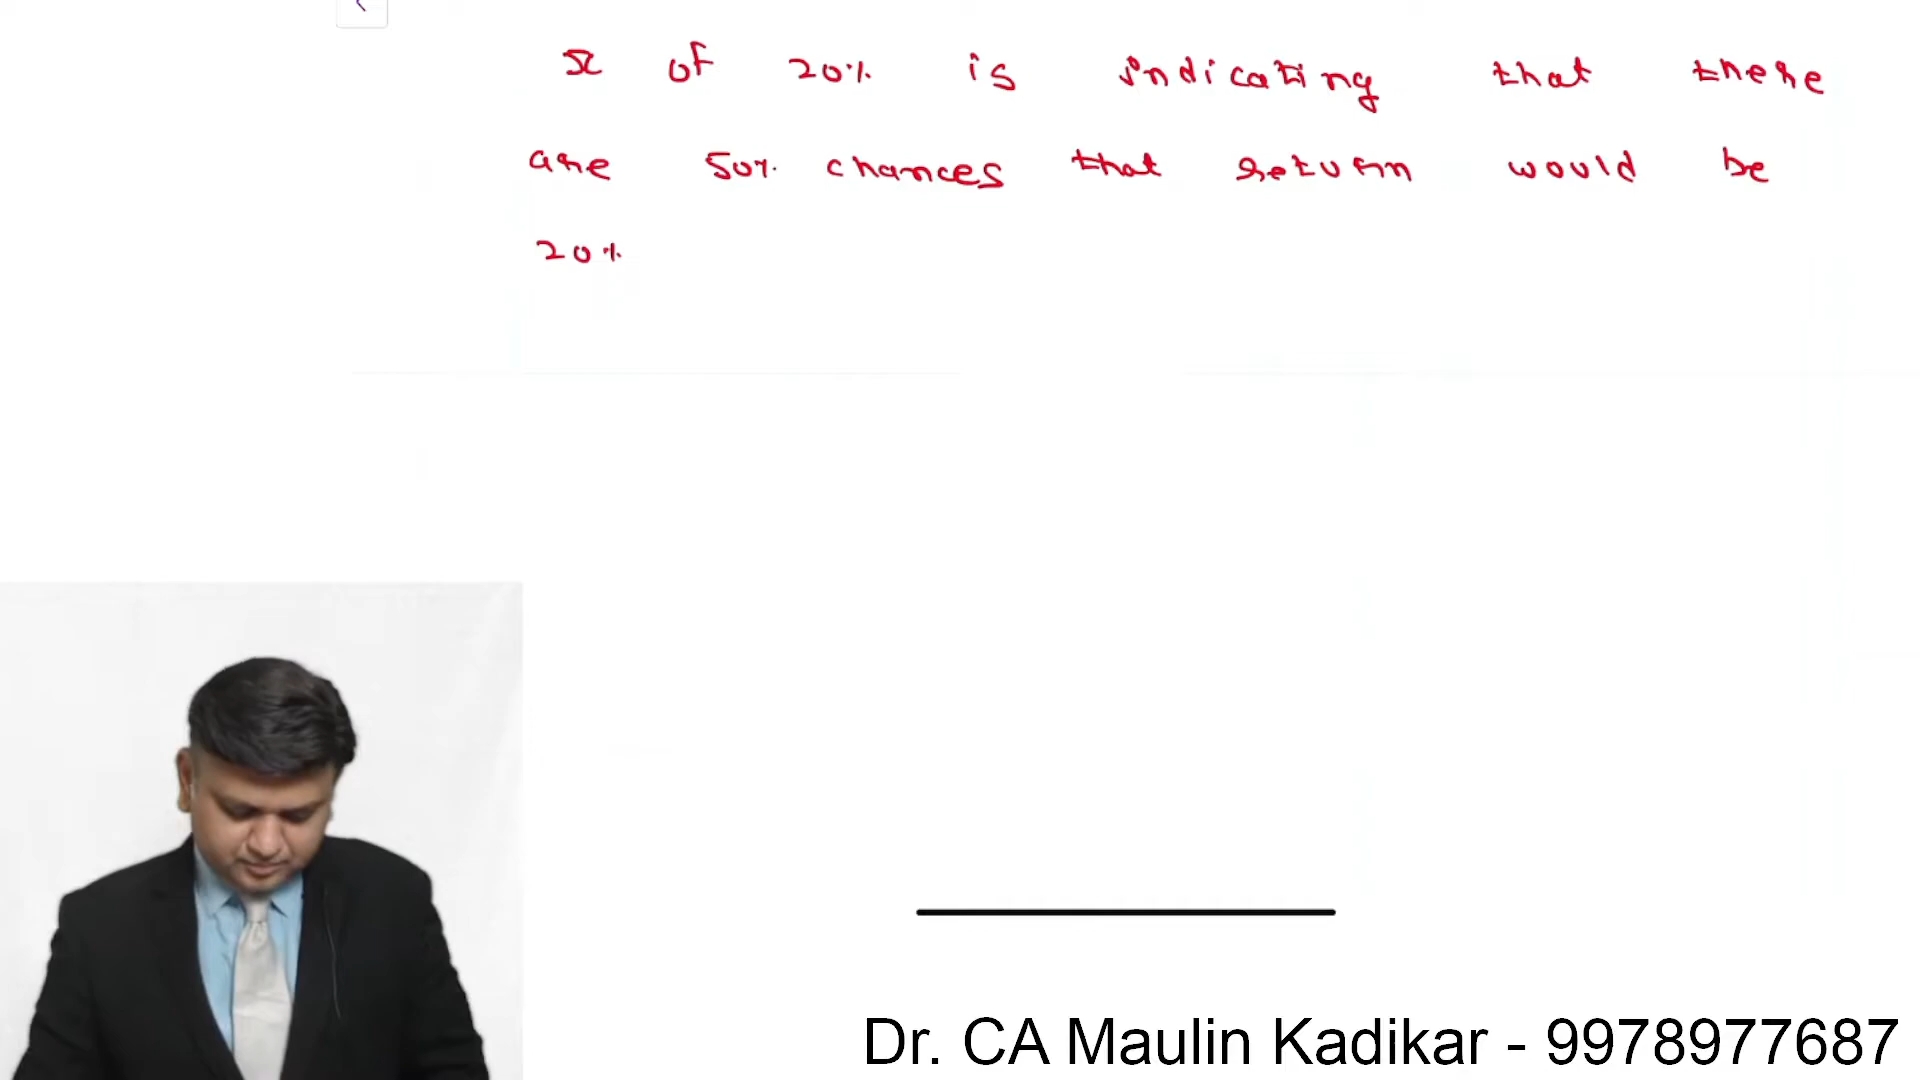 x of 20% is indicating that there
are 50% chances that return would be
20%
Dr. CA Maulin Kadikar - 9978977687